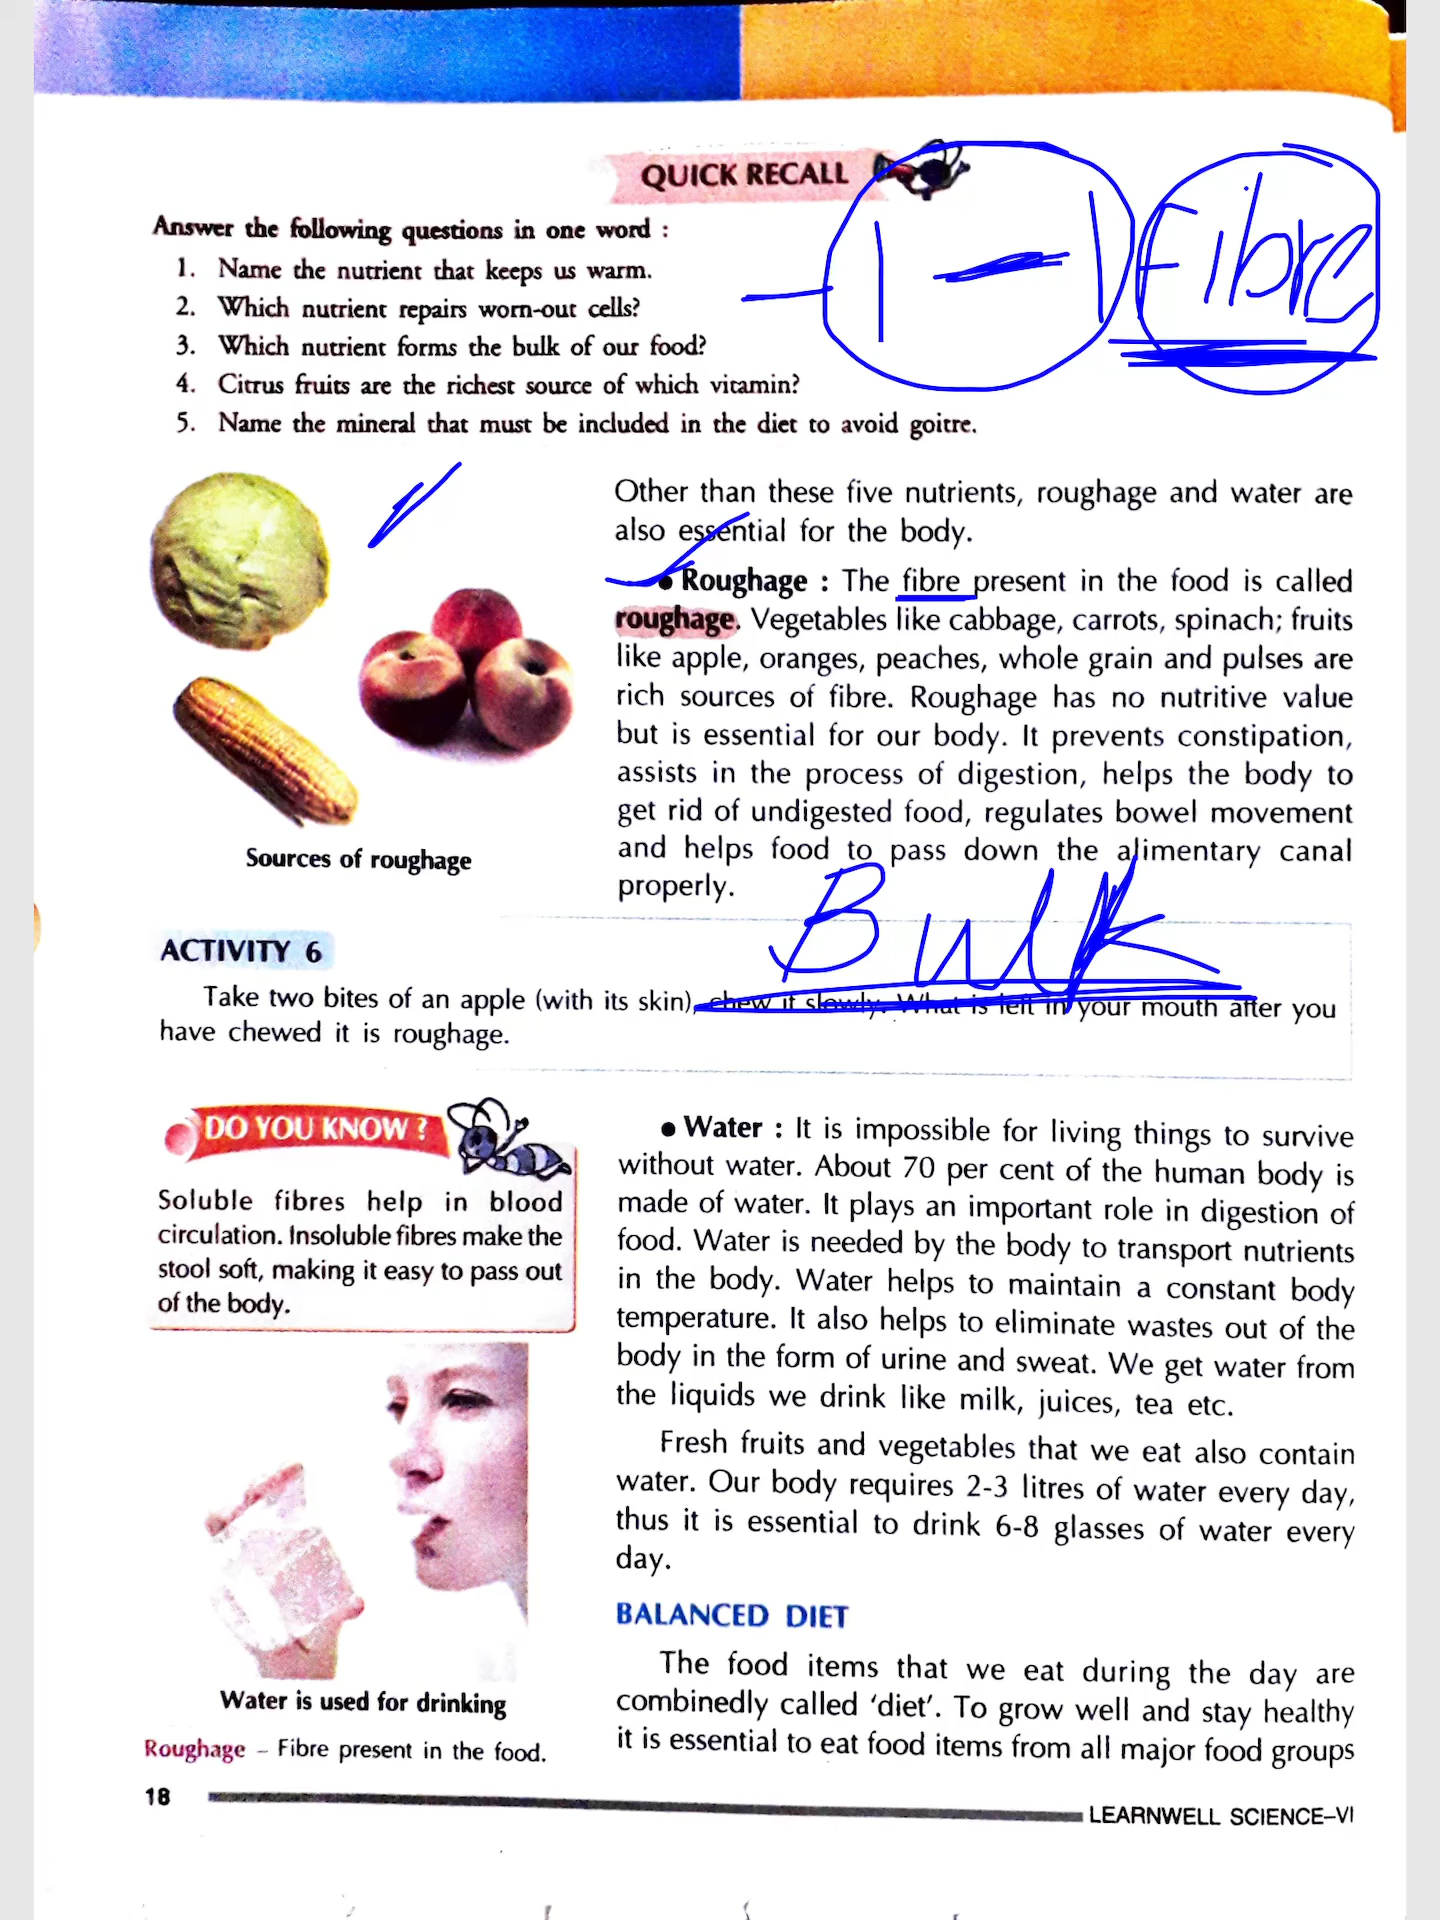 QUICK RECALL
Answer the following questions in one word :
1. Name the nutrient that keeps us warm.
2. Which nutrient repairs worn-out cells?
3. Which nutrient forms the bulk of our food?
4. Citrus fruits are the richest source of which vitamin?
5. Name the mineral that must be included in the diet to avoid goitre.
Fibre
Other than these five nutrients, roughage and water are
also essential for the body.
• Roughage : The fibre present in the food is called
roughage. Vegetables like cabbage, carrots, spinach; fruits
like apple, oranges, peaches, whole grain and pulses are
rich sources of fibre. Roughage has no nutritive value
but is essential for our body. It prevents constipation,
assists in the process of digestion, helps the body to
get rid of undigested food, regulates bowel movement
and helps food to pass down the alimentary canal
properly.
Sources of roughage
Bulk
ACTIVITY 6
Take two bites of an apple (with its skin), chew it slowly. What is left in your mouth after you
have chewed it is roughage.
DO YOU KNOW ?
Soluble fibres help in blood
circulation. Insoluble fibres make the
stool soft, making it easy to pass out
of the body.
Water is used for drinking
Roughage – Fibre present in the food.
• Water : It is impossible for living things to survive
without water. About 70 per cent of the human body is
made of water. It plays an important role in digestion of
food. Water is needed by the body to transport nutrients
in the body. Water helps to maintain a constant body
temperature. It also helps to eliminate wastes out of the
body in the form of urine and sweat. We get water from
the liquids we drink like milk, juices, tea etc.
Fresh fruits and vegetables that we eat also contain
water. Our body requires 2-3 litres of water every day,
thus it is essential to drink 6-8 glasses of water every
day.
BALANCED DIET
The food items that we eat during the day are
combinedly called 'diet'. To grow well and stay healthy
it is essential to eat food items from all major food groups
18
LEARNWELL SCIENCE–VI